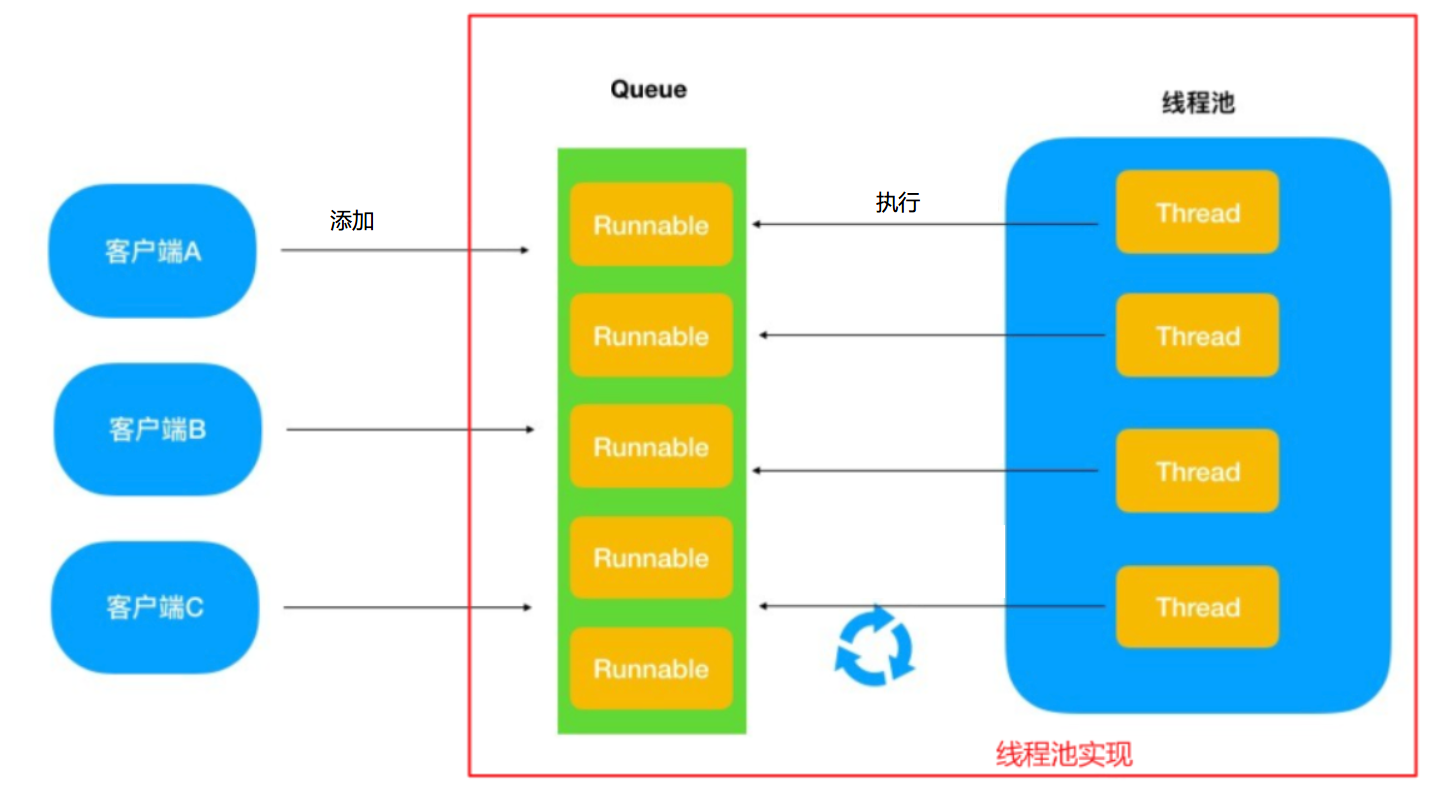 Queue
线程池
客户端A
添加
客户端B
客户端C
Runnable
Runnable
Runnable
Runnable
Runnable
执行
Thread
Thread
Thread
Thread
线程池实现